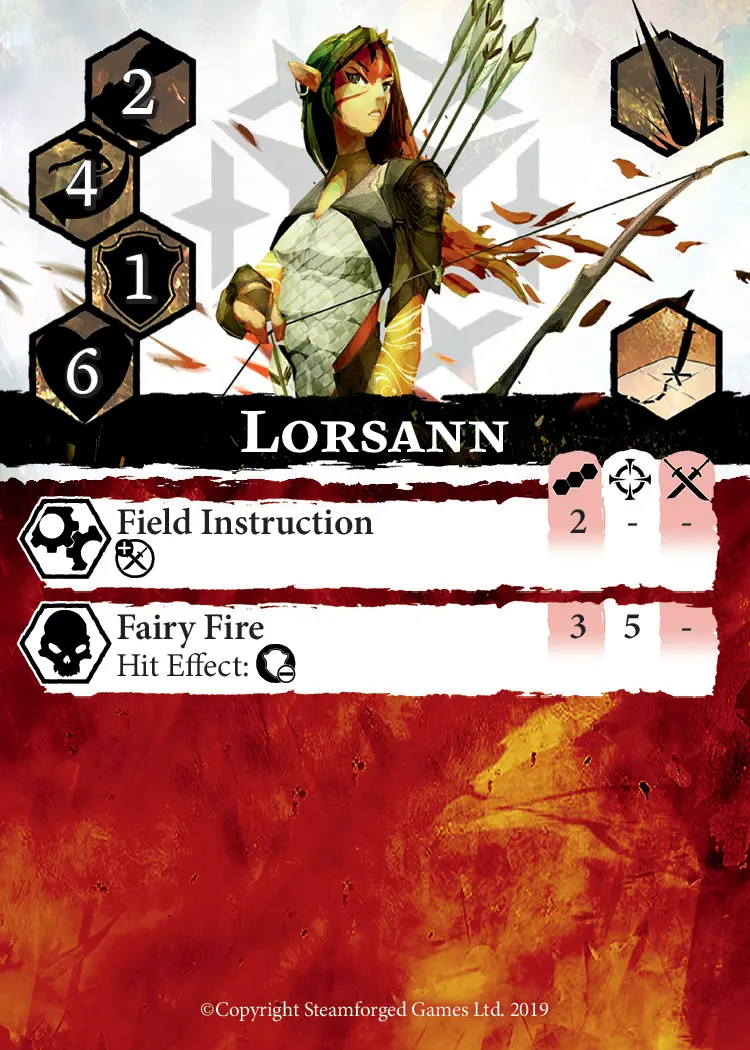 2
4
1
6
Lorsann
Field Instruction 2 - -
Fairy Fire 3 5 -
Hit Effect:
©Copyright Steamforged Games Ltd. 2019